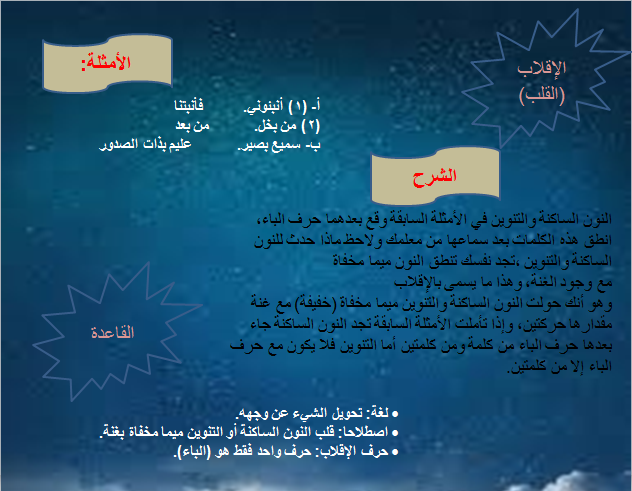 الإقلاب
(القلب)
الأمثلة:
أ- (١) أنبئوني. فأنبتنا
(٢) من بخل. من بعد
ب- سميع بصير. عليم بذات الصدور
الشرح
النون الساكنة والتنوين في الأمثلة السابقة وقع بعدهما حرف الباء،
انطق هذه الكلمات بعد سماعها من معلمك ولاحظ ماذا حدث للنون
الساكنة والتنوين ،تجد نفسك تنطق النون ميما مخفاة
مع وجود الغنة، وهذا ما يسمى بالإقلاب
وهو أنك حولت النون الساكنة والتنوين ميما مخفاة (خفيفة) مع غنة
مقدارها حركتين، وإذا تأملت الأمثلة السابقة تجد النون الساكنة جاء
بعدها حرف الباء من كلمة ومن كلمتين أما التنوين فلا يكون مع حرف
الباء إلا من كلمتين.
القاعدة
• لغة: تحويل الشيء عن وجهه.
• اصطلاحا: قلب النون الساكنة أو التنوين ميما مخفاة بغنة.
• حرف الإقلاب: حرف واحد فقط هو (الباء).